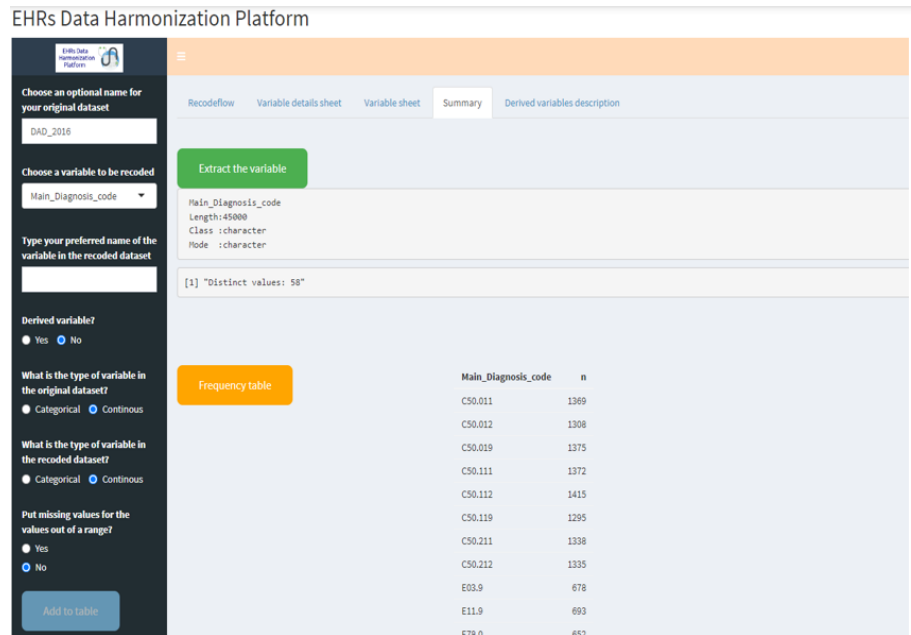 EHRs Data Harmonization Platform
EHRs Data
Harmonization
Platform
Choose an optional name for
your original dataset
DAD_2016
Choose a variable to be recoded
Main_Diagnosis_code
Type your preferred name of the
variable in the recoded dataset
Derived variable?
Yes No
What is the type of variable in
the original dataset?
Categorical Continous
What is the type of variable in
the recoded dataset?
Categorical Continous
Put missing values for the
values out of a range?
Yes
No
Add to table
Recodeflow Variable details sheet Variable sheet Summary Derived variables description
Extract the variable
Main_Diagnosis_code
Length:45000
Class :character
Mode :character
[1] "Distinct values: 58"
Frequency table
Main_Diagnosis_code n
C50.011 1369
C50.012 1308
C50.019 1375
C50.111 1372
C50.112 1415
C50.119 1295
C50.211 1338
C50.212 1335
E03.9 678
E11.9 693
E78.0 652